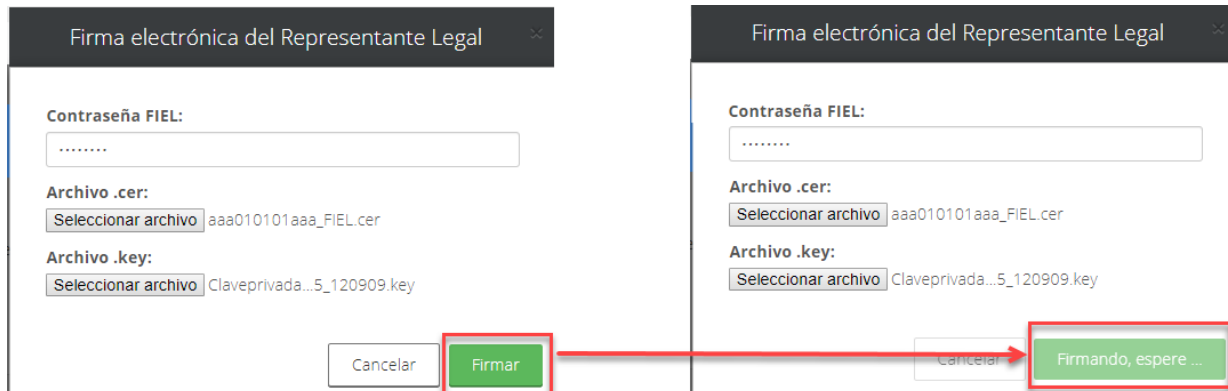 Firma electrónica del Representante Legal ×
Contraseña FIEL:
........
Archivo .cer:
Seleccionar archivo aaa010101aaa_FIEL.cer
Archivo .key:
Seleccionar archivo Claveprivada...5_120909.key
Cancelar Firmar
Firma electrónica del Representante Legal ×
Contraseña FIEL:
........
Archivo .cer:
Seleccionar archivo aaa010101aaa_FIEL.cer
Archivo .key:
Seleccionar archivo Claveprivada...5_120909.key
Cancelar Firmando, espere ...